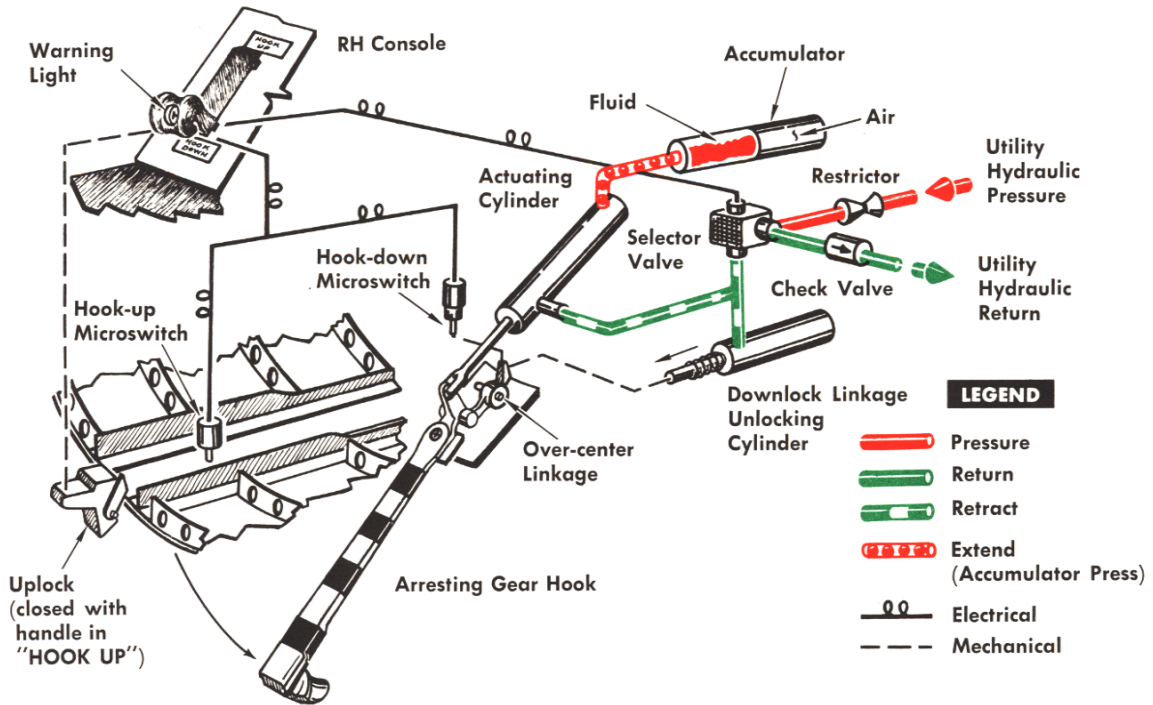 Warning
Light
HOOK
UP
RH Console
HOOK
DOWN
Accumulator
Fluid
Air
Actuating
Cylinder
Restrictor
Utility
Hydraulic
Pressure
Selector
Valve
Check Valve
Utility
Hydraulic
Return
Hook-down
Microswitch
Hook-up
Microswitch
Downlock Linkage
Unlocking
Cylinder
Over-center
Linkage
Uplock
(closed with
handle in
"HOOK UP")
Arresting Gear Hook
LEGEND
Pressure
Return
Retract
Extend
(Accumulator Press)
Electrical
Mechanical